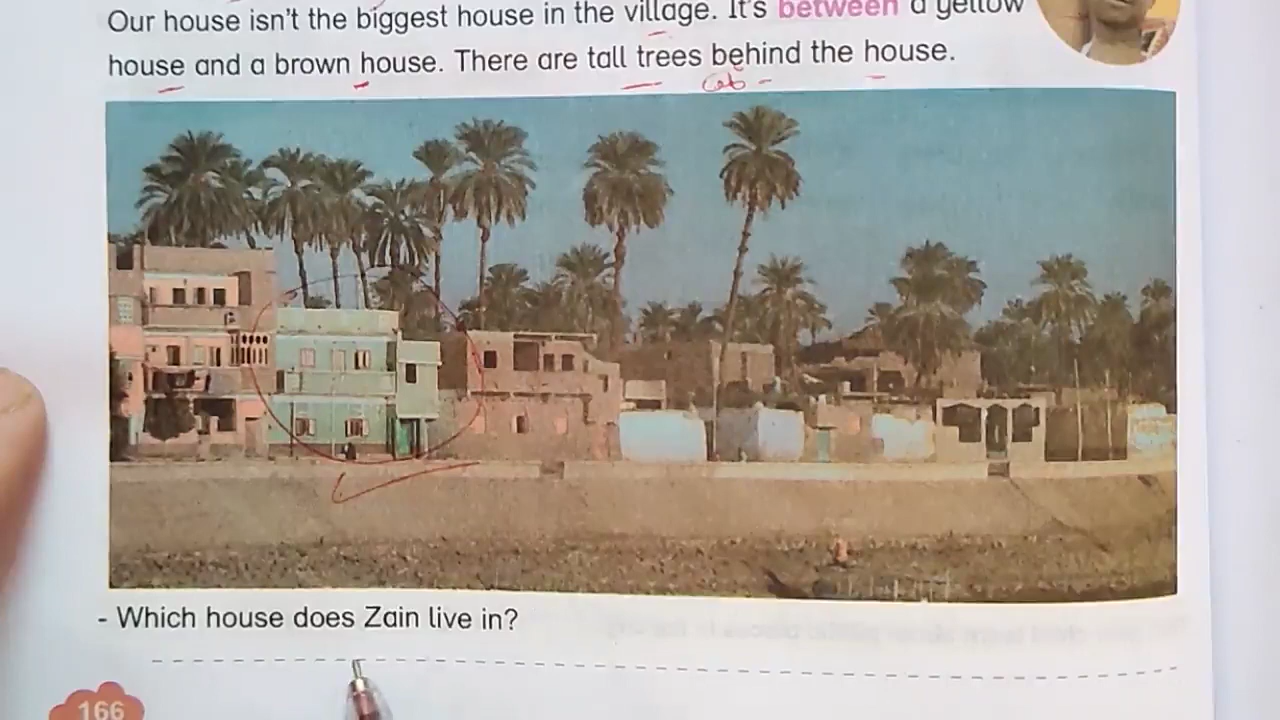 Our house isn't the biggest house in the village. It's between a yellow
house and a brown house. There are tall trees behind the house.
- Which house does Zain live in?
166